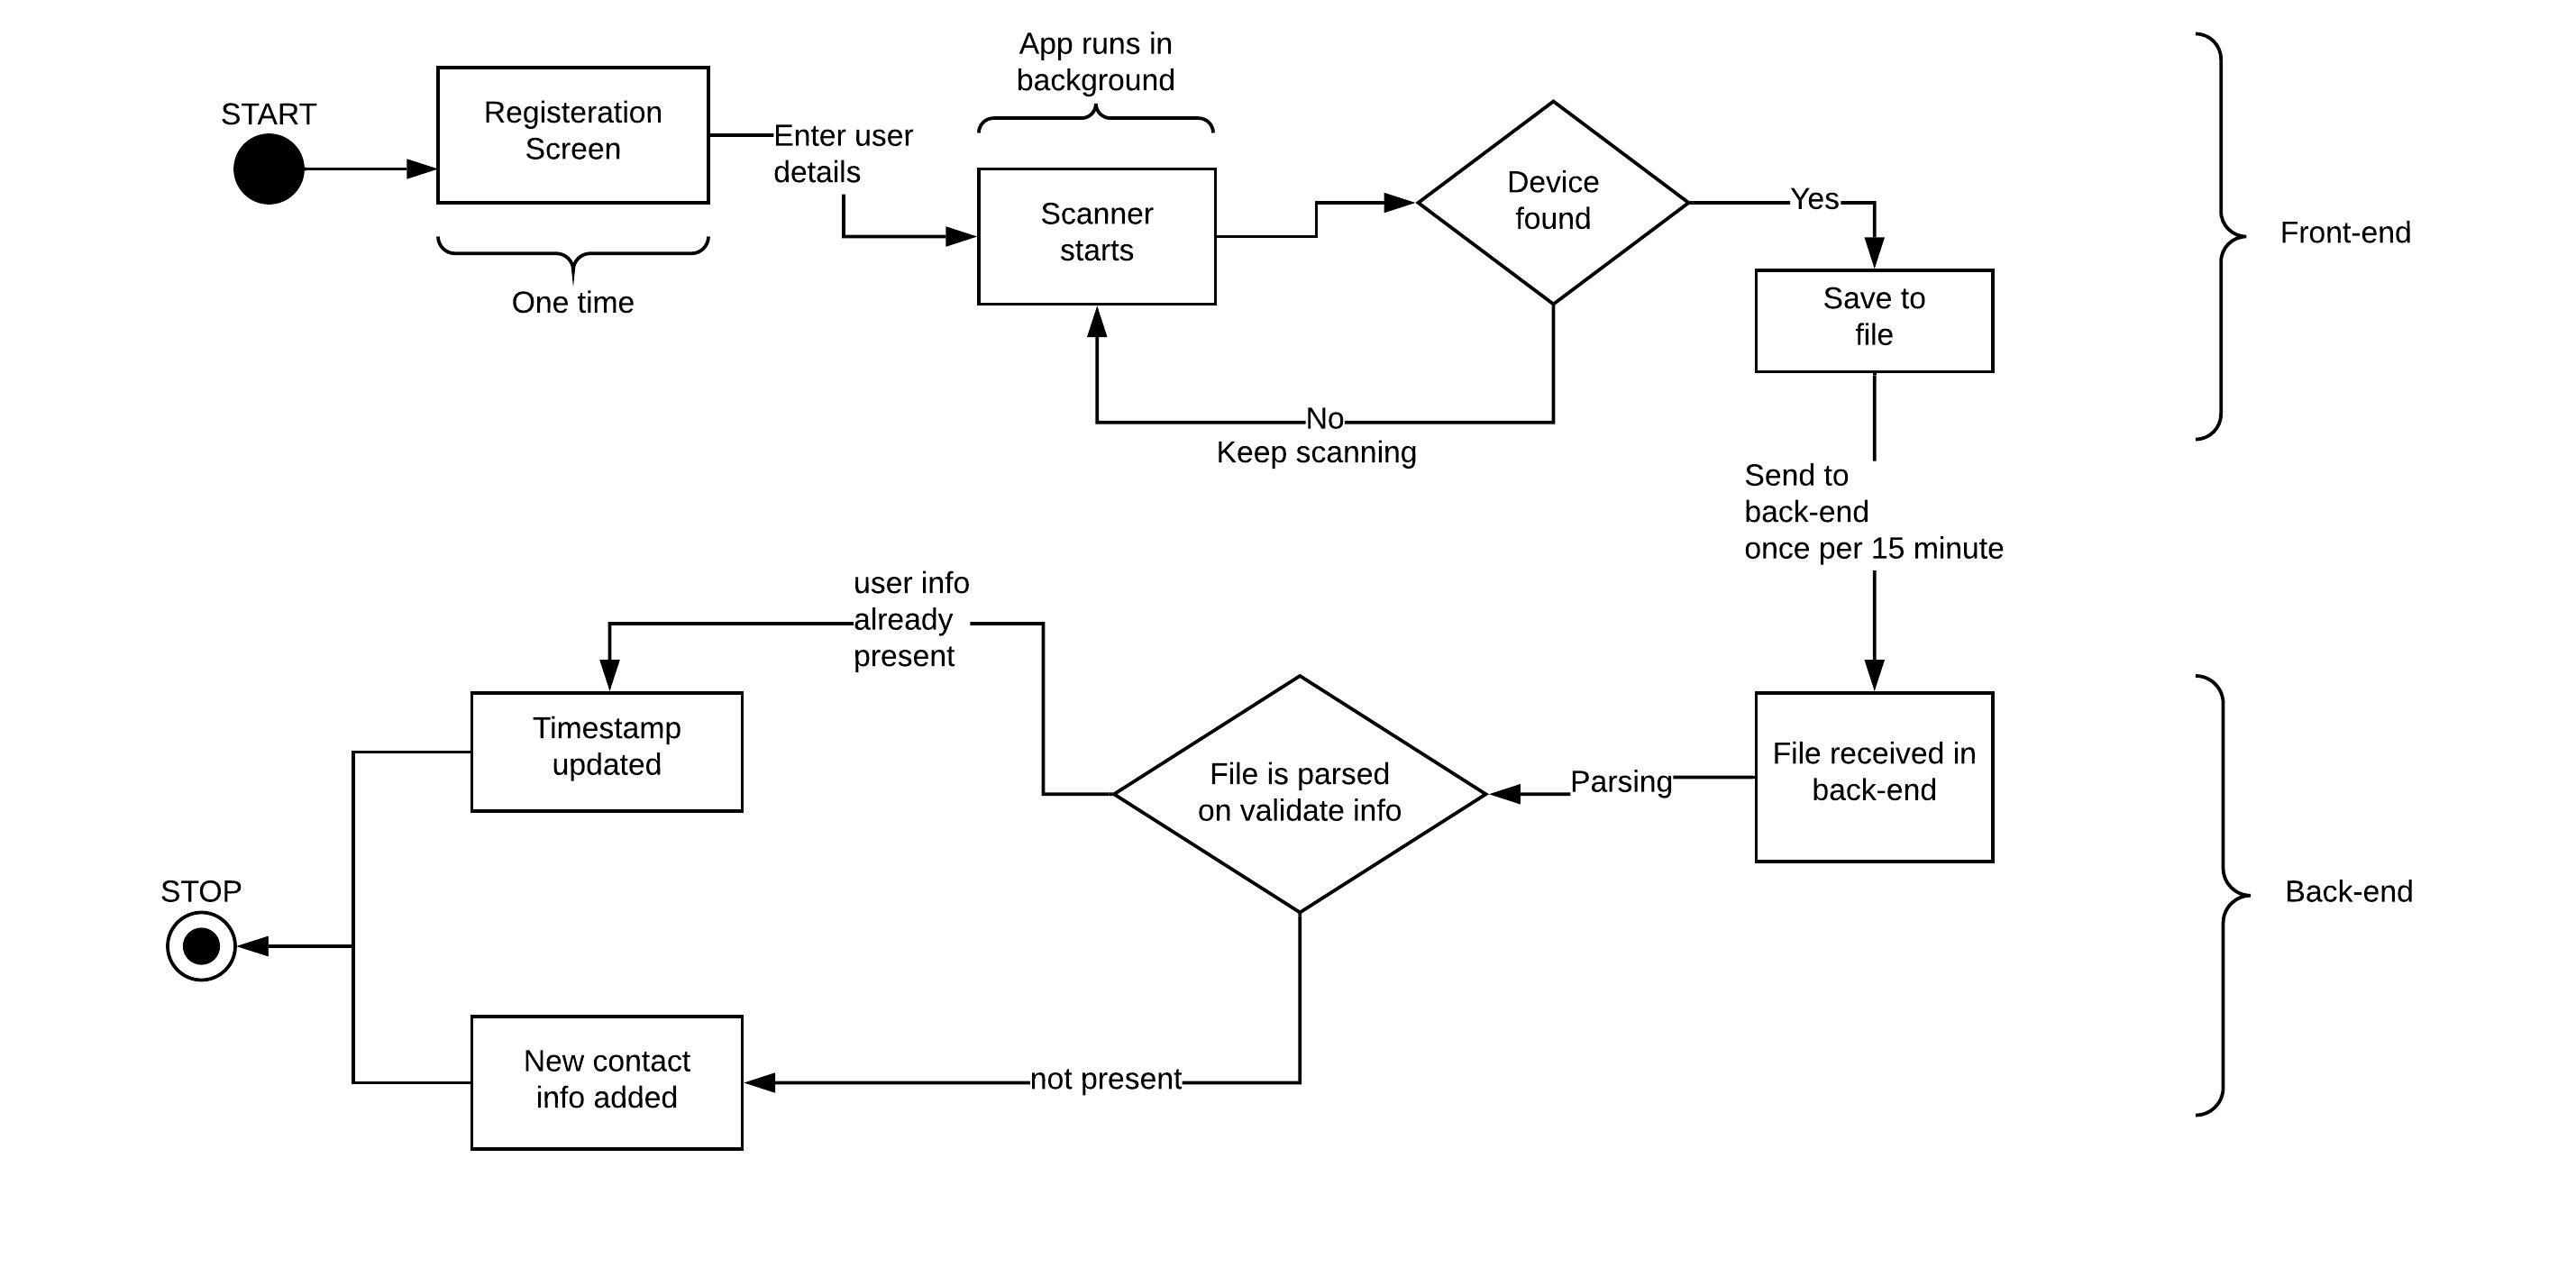 START
Registeration
Screen
One time
Enter user
details
App runs in
background
Scanner
starts
Device
found
Yes
No
Keep scanning
Save to
file
Front-end
Send to
back-end
once per 15 minute
File received in
back-end
Parsing
File is parsed
on validate info
user info
already
present
Timestamp
updated
not present
New contact
info added
STOP
Back-end